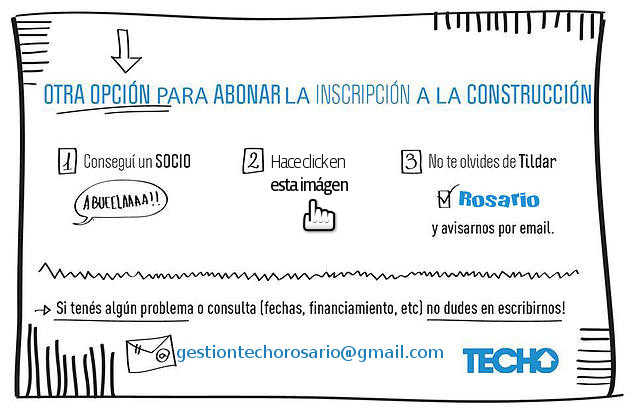 OTRA OPCIÓN PARA ABONAR LA INSCRIPCIÓN A LA CONSTRUCCIÓN
1 Conseguí un SOCIO
ABUELAAAA!!
2 Hace click en
esta imágen
3 No te olvides de Tildar
Rosario
y avisarnos por email.
Si tenés algún problema o consulta (fechas, financiamiento, etc) no dudes en escribirnos!
@ gestiontechorosario@gmail.com
TECHO